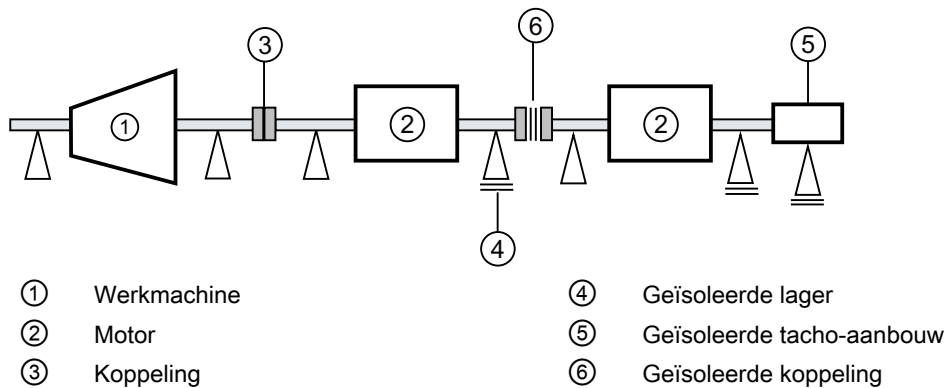 ③ ⑥ ⑤
① ② ②
④
① Werkmachine
② Motor
③ Koppeling
④ Geïsoleerde lager
⑤ Geïsoleerde tacho-aanbouw
⑥ Geïsoleerde koppeling